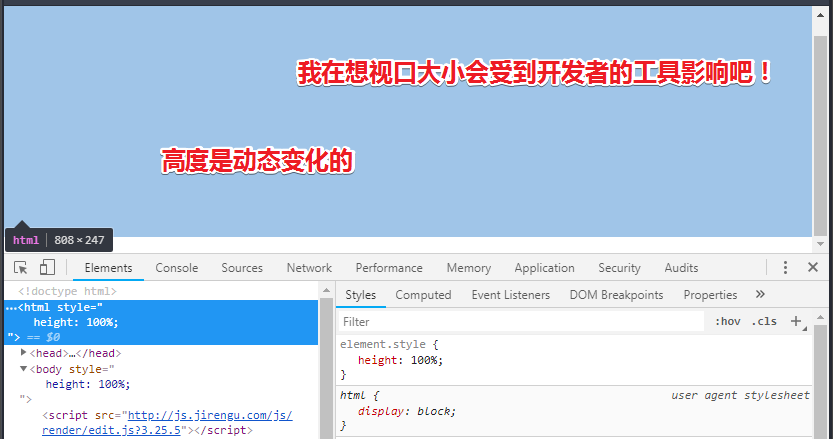 我在想视口大小会受到开发者的工具影响吧！
高度是动态变化的
html 808 × 247
Elements Console Sources Network Performance Memory Application Security Audits
<!doctype html>
…<html style="
height: 100%;
"> == $0
<head>…</head>
<body style="
height: 100%;
">
<script src="http://js.jirengu.com/js/
render/edit.js?3.25.5"></script>
Styles Computed Event Listeners DOM Breakpoints Properties »
Filter :hov .cls +
element.style {
height: 100%;
}
html { user agent stylesheet
display: block;
}